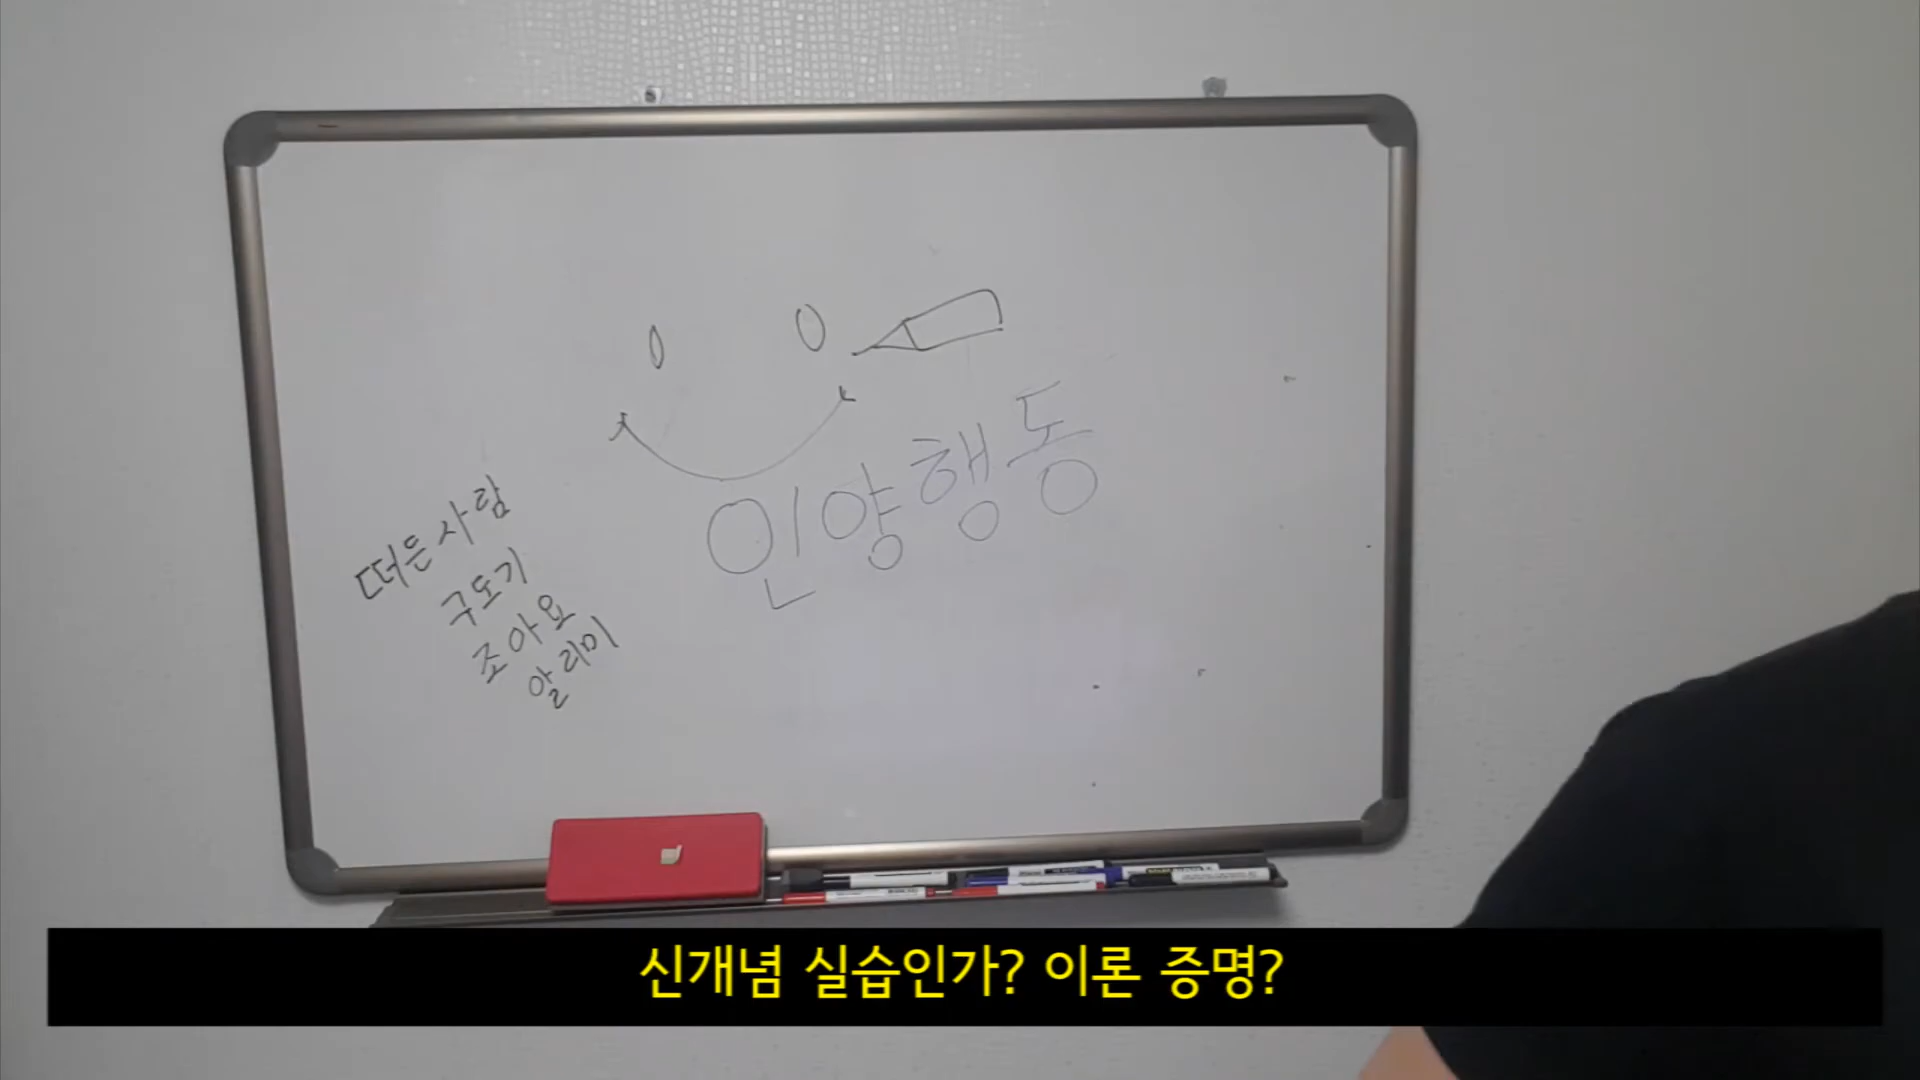 인양행동
떠든사람
구도기
조아요
알리미
신개념 실습인가? 이론 증명?